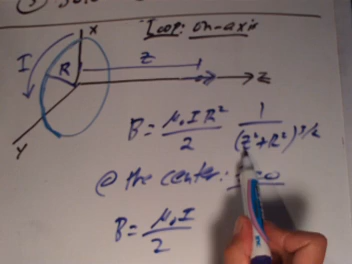 Loop: on-axis
X
I
R
Z
Z
Y
B = μ₀IR²/2 1/(Z²+R²)^3/2
@ the center:
B = μ₀I/2